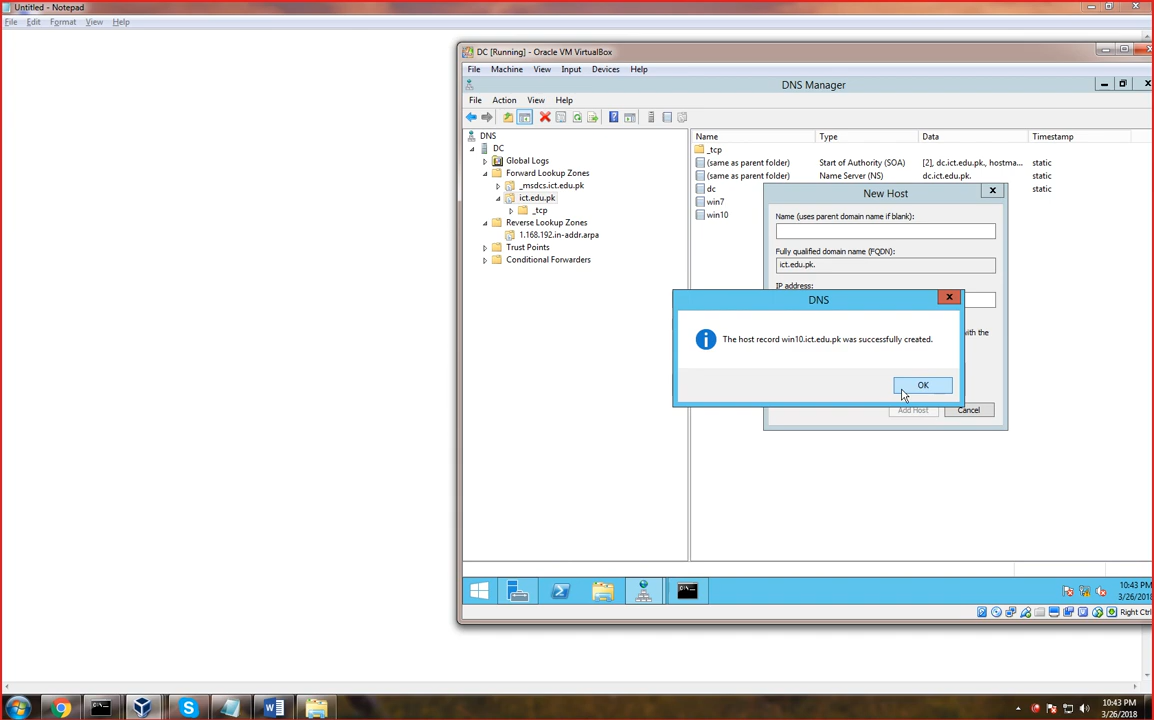 Untitled - Notepad
File Edit Format View Help
DC [Running] - Oracle VM VirtualBox
File Machine View Input Devices Help
DNS Manager
File Action View Help
DNS
DC
Global Logs
Forward Lookup Zones
_msdcs.ict.edu.pk
ict.edu.pk
_tcp
Reverse Lookup Zones
1.168.192.in-addr.arpa
Trust Points
Conditional Forwarders
Name Type Data Timestamp
_tcp
(same as parent folder) Start of Authority (SOA) [2], dc.ict.edu.pk., hostma... static
(same as parent folder) Name Server (NS) dc.ict.edu.pk. static
dc static
win7
win10
New Host
Name (uses parent domain name if blank):
Fully qualified domain name (FQDN):
ict.edu.pk.
IP address:
with the
DNS
The host record win10.ict.edu.pk was successfully created.
OK
Add Host Cancel
10:43 PM
3/26/2018
Right Ctrl
10:43 PM
3/26/2018